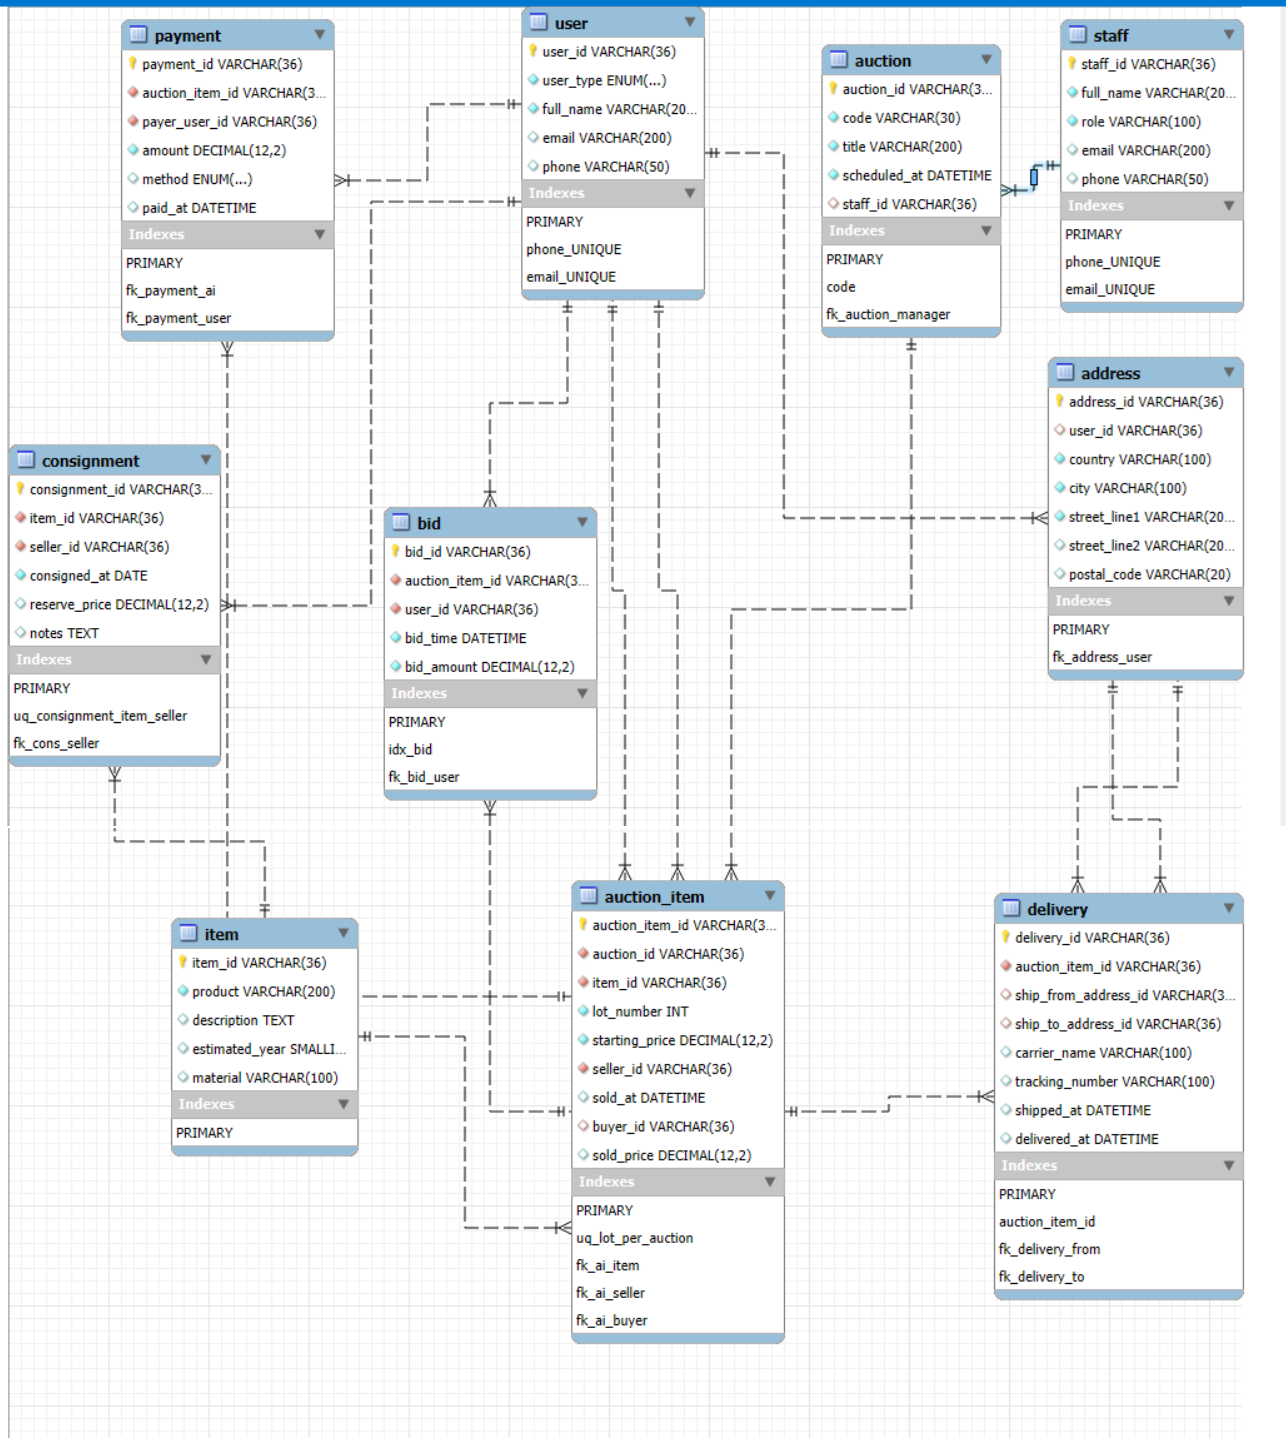 payment
payment_id VARCHAR(36)
auction_item_id VARCHAR(3...
payer_user_id VARCHAR(36)
amount DECIMAL(12,2)
method ENUM(...)
paid_at DATETIME
Indexes
PRIMARY
fk_payment_ai
fk_payment_user
user
user_id VARCHAR(36)
user_type ENUM(...)
full_name VARCHAR(20...
email VARCHAR(200)
phone VARCHAR(50)
Indexes
PRIMARY
phone_UNIQUE
email_UNIQUE
auction
auction_id VARCHAR(3...
code VARCHAR(30)
title VARCHAR(200)
scheduled_at DATETIME
staff_id VARCHAR(36)
Indexes
PRIMARY
code
fk_auction_manager
staff
staff_id VARCHAR(36)
full_name VARCHAR(20...
role VARCHAR(100)
email VARCHAR(200)
phone VARCHAR(50)
Indexes
PRIMARY
phone_UNIQUE
email_UNIQUE
address
address_id VARCHAR(36)
user_id VARCHAR(36)
country VARCHAR(100)
city VARCHAR(100)
street_line1 VARCHAR(20...
street_line2 VARCHAR(20...
postal_code VARCHAR(20)
Indexes
PRIMARY
fk_address_user
consignment
consignment_id VARCHAR(3...
item_id VARCHAR(36)
seller_id VARCHAR(36)
consigned_at DATE
reserve_price DECIMAL(12,2)
notes TEXT
Indexes
PRIMARY
uq_consignment_item_seller
fk_cons_seller
bid
bid_id VARCHAR(36)
auction_item_id VARCHAR(3...
user_id VARCHAR(36)
bid_time DATETIME
bid_amount DECIMAL(12,2)
Indexes
PRIMARY
idx_bid
fk_bid_user
item
item_id VARCHAR(36)
product VARCHAR(200)
description TEXT
estimated_year SMALLI...
material VARCHAR(100)
Indexes
PRIMARY
auction_item
auction_item_id VARCHAR(3...
auction_id VARCHAR(36)
item_id VARCHAR(36)
lot_number INT
starting_price DECIMAL(12,2)
seller_id VARCHAR(36)
sold_at DATETIME
buyer_id VARCHAR(36)
sold_price DECIMAL(12,2)
Indexes
PRIMARY
uq_lot_per_auction
fk_ai_item
fk_ai_seller
fk_ai_buyer
delivery
delivery_id VARCHAR(36)
auction_item_id VARCHAR(36)
ship_from_address_id VARCHAR(3...
ship_to_address_id VARCHAR(36)
carrier_name VARCHAR(100)
tracking_number VARCHAR(100)
shipped_at DATETIME
delivered_at DATETIME
Indexes
PRIMARY
auction_item_id
fk_delivery_from
fk_delivery_to